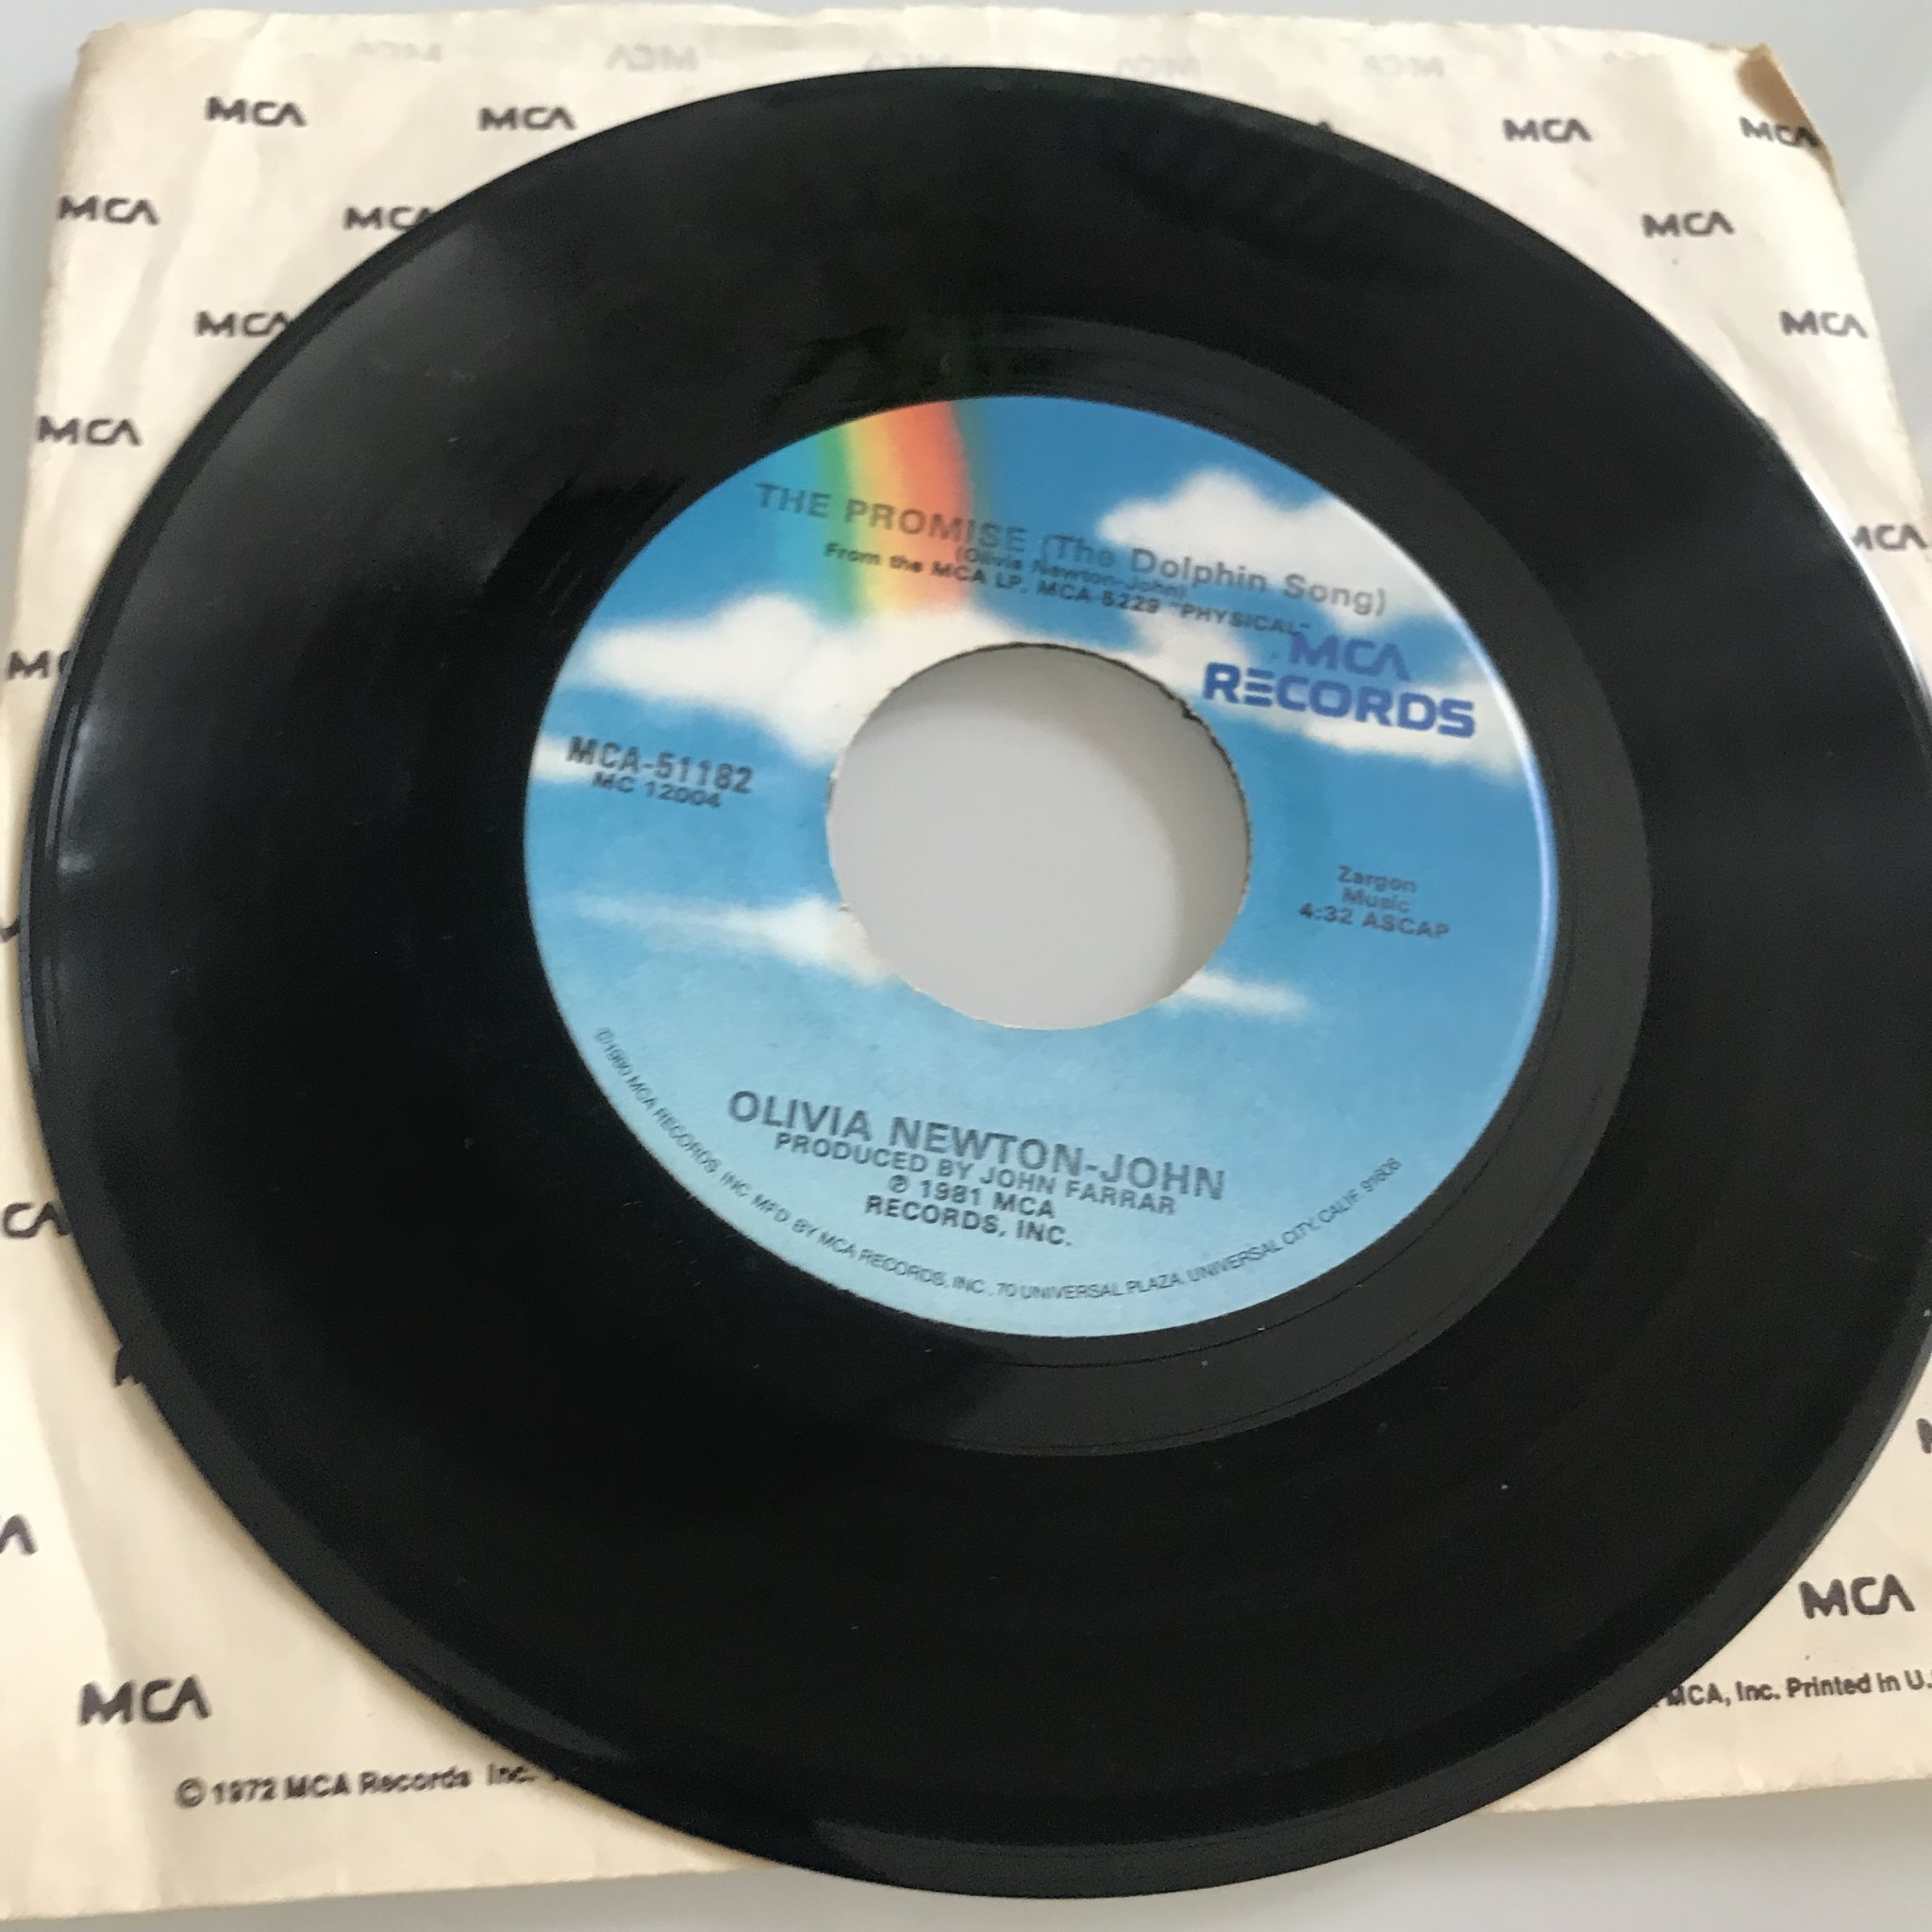 MCA MCA MCA MCA
MCA MCA MCA
MCA MCA
MCA
MCA
THE PROMISE (The Dolphin Song)
(Olivia Newton-John)
From the MCA LP, MCA-5229 "PHYSICAL"
MCA
RECORDS
MCA-51182
MC 12004
Zargon
Music
4:32 ASCAP
OLIVIA NEWTON-JOHN
PRODUCED BY JOHN FARRAR
℗ 1981 MCA
RECORDS, INC.
©1980 MCA RECORDS, INC. MFD. BY MCA RECORDS, INC., 70 UNIVERSAL PLAZA, UNIVERSAL CITY, CALIF. 91608
MCA
MCA
MCA, Inc. Printed in U.
© 1972 MCA Records Inc.